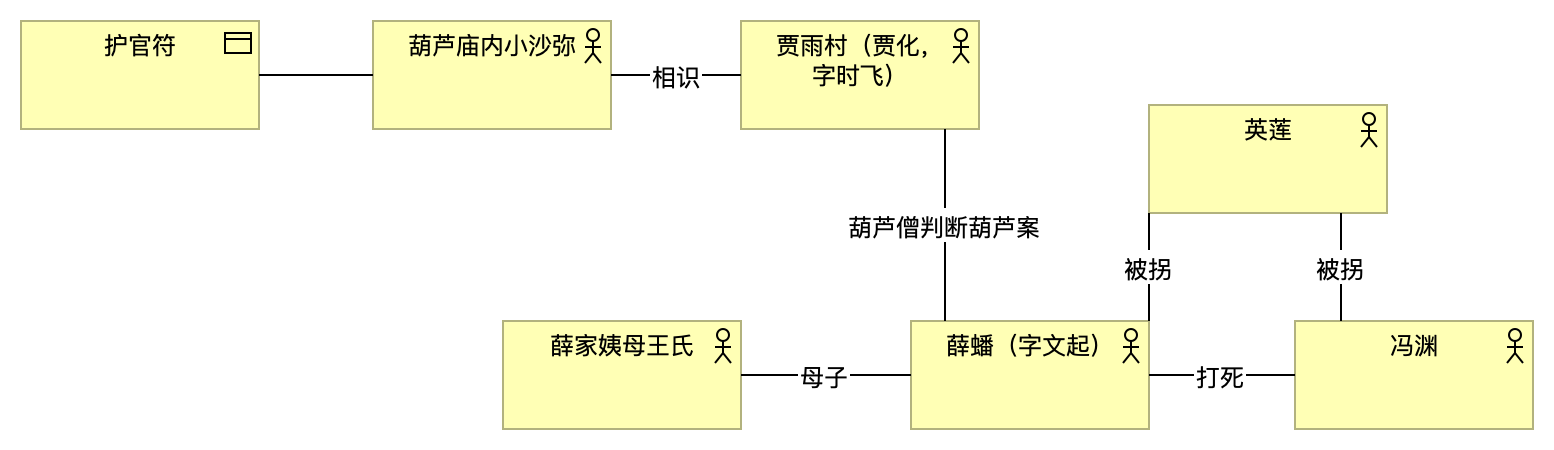 护官符
葫芦庙内小沙弥
相识
贾雨村（贾化，
字时飞）
英莲
葫芦僧判断葫芦案
被拐
被拐
薛家姨母王氏
母子
薛蟠（字文起）
打死
冯渊